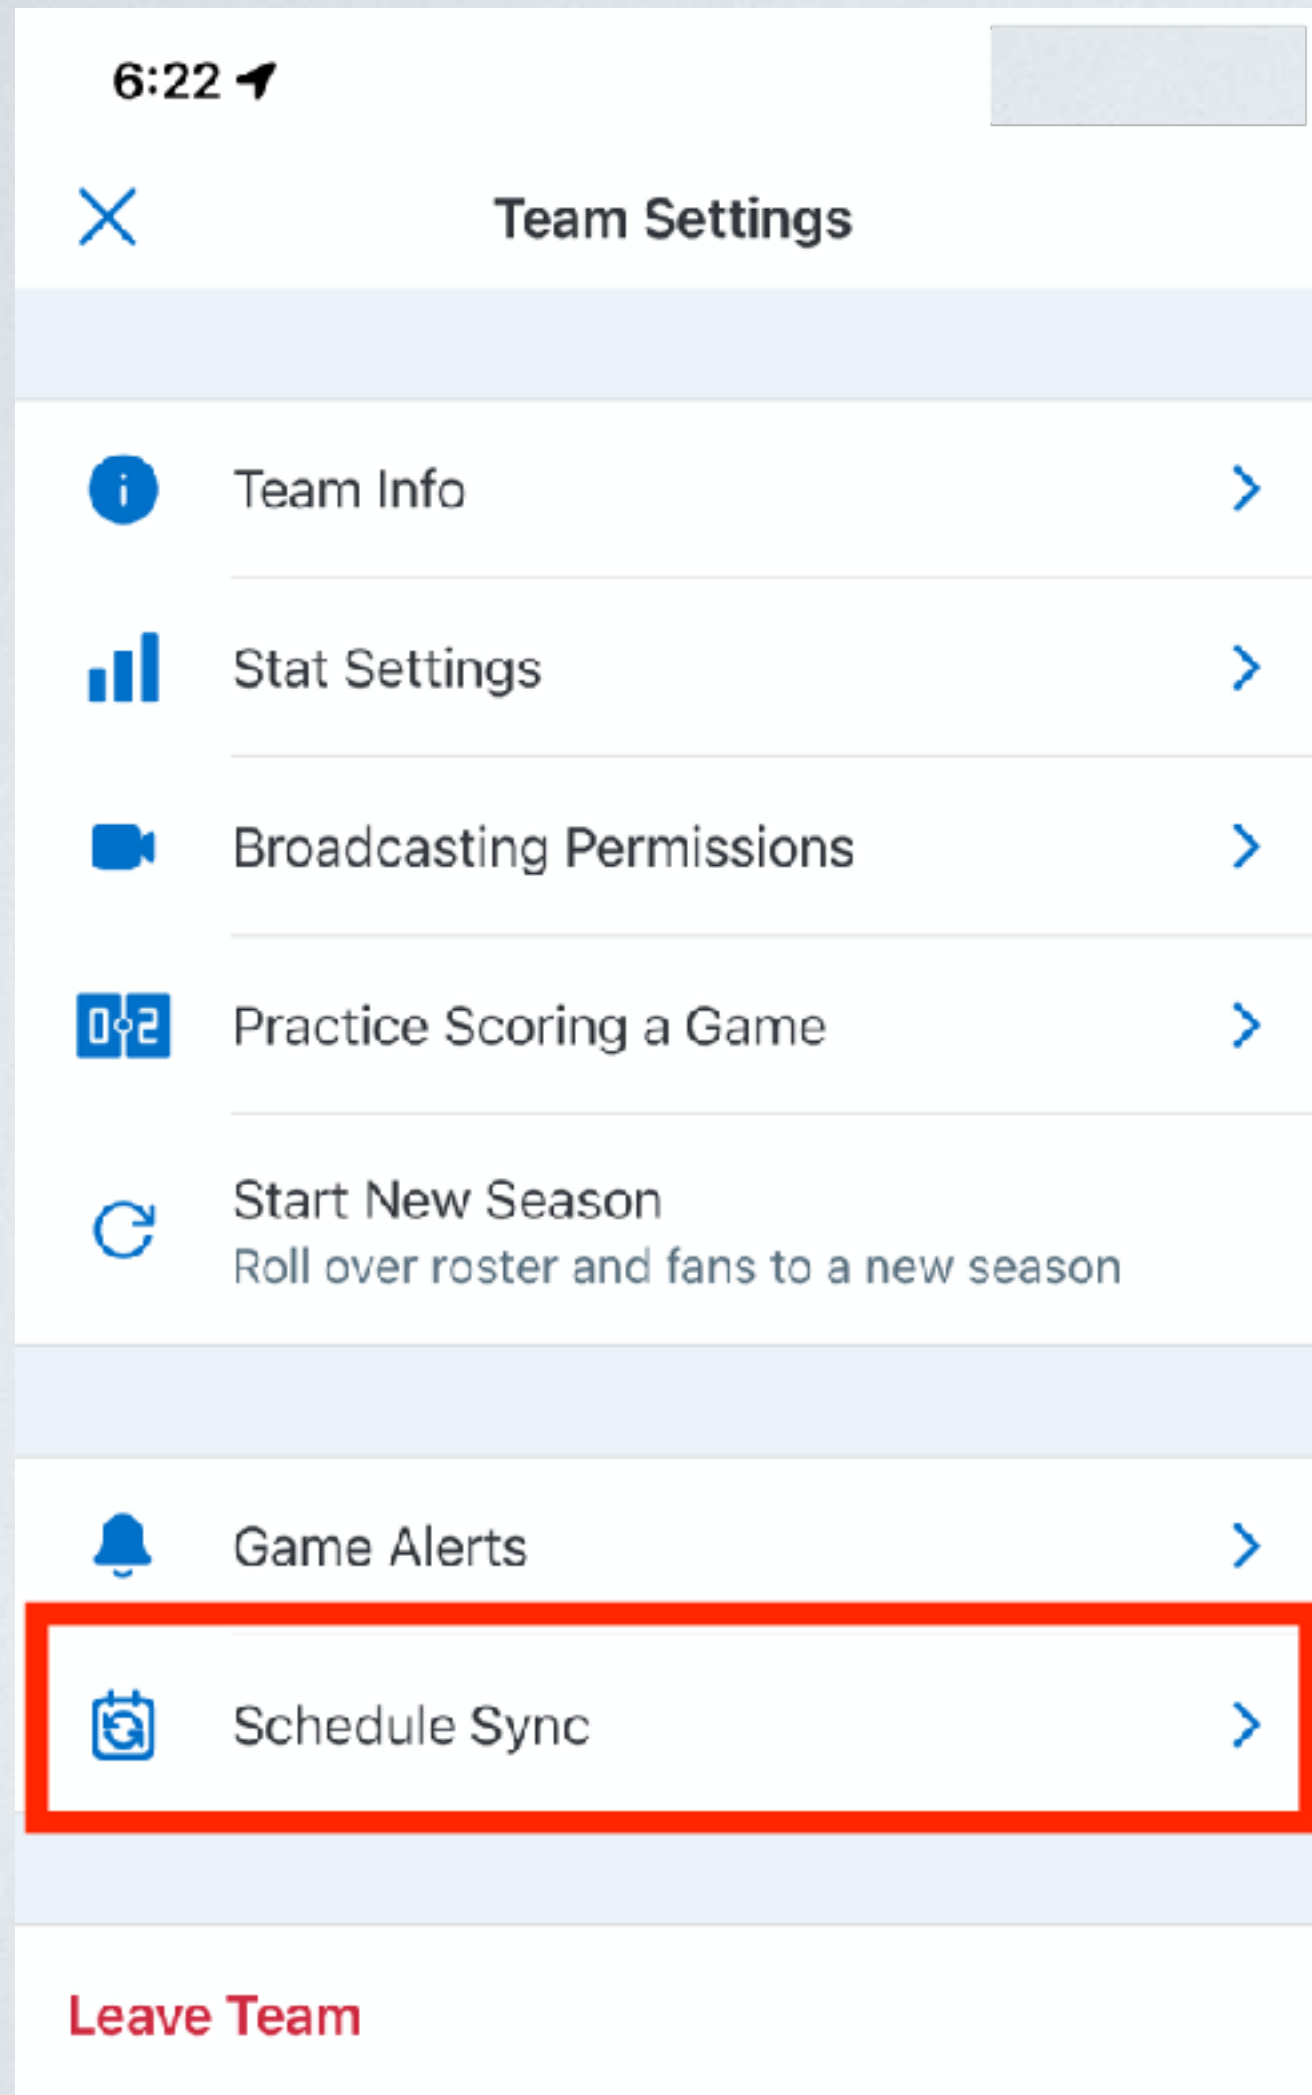 6:22
Team Settings
Team Info
Stat Settings
Broadcasting Permissions
0 2 Practice Scoring a Game
Start New Season
Roll over roster and fans to a new season
Game Alerts
Schedule Sync
Leave Team